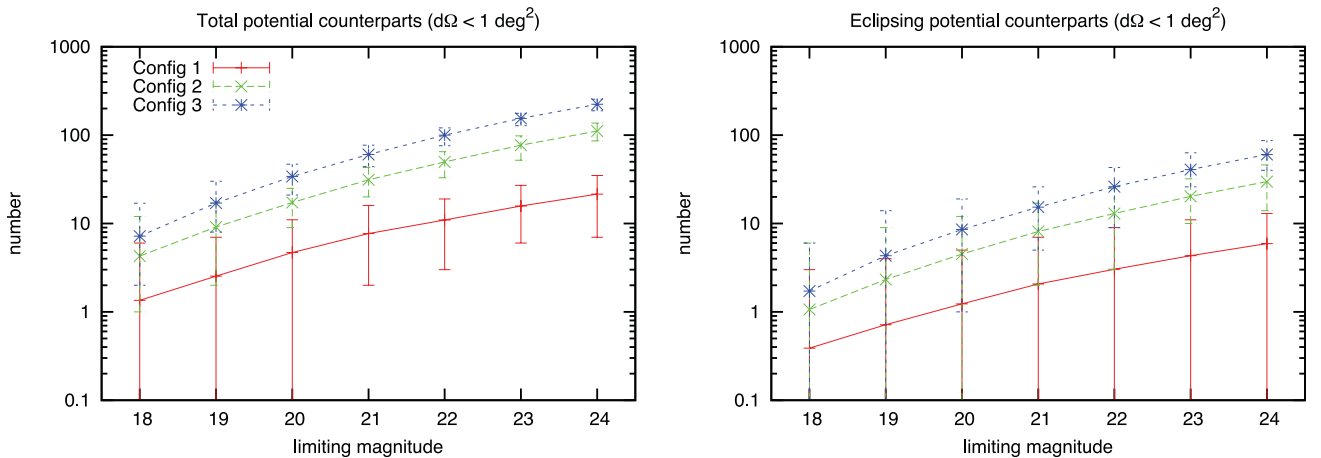 Total potential counterparts (dΩ < 1 deg²)
1000
100
10
1
0.1
number
Config 1
Config 2
Config 3
18 19 20 21 22 23 24
limiting magnitude
Eclipsing potential counterparts (dΩ < 1 deg²)
1000
100
10
1
0.1
number
18 19 20 21 22 23 24
limiting magnitude